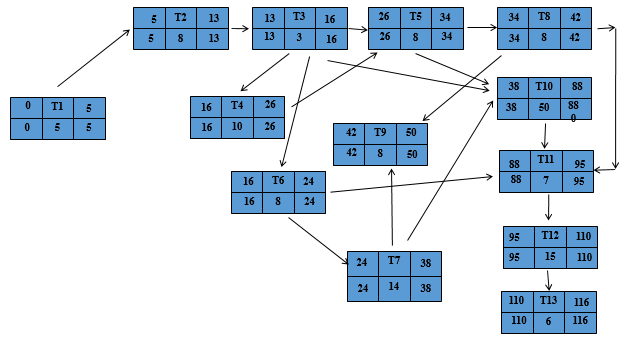 5 T2 13
5 8 13
13 T3 16
13 3 16
26 T5 34
26 8 34
34 T8 42
34 8 42
0 T1 5
0 5 5
16 T4 26
16 10 26
38 T10 88
38 50 88
0
42 T9 50
42 8 50
88 T11 95
88 7 95
16 T6 24
16 8 24
24 T7 38
24 14 38
95 T12 110
95 15 110
110 T13 116
110 6 116